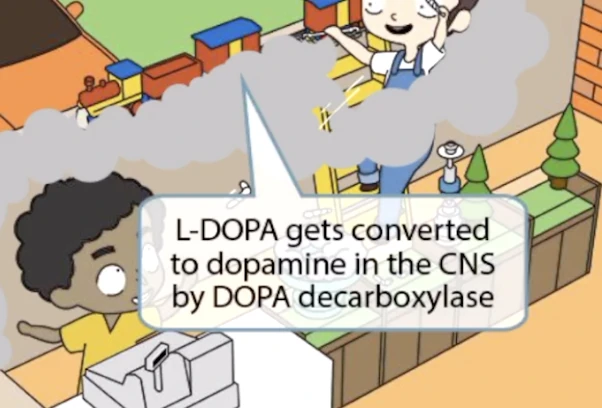 L-DOPA gets converted
to dopamine in the CNS
by DOPA decarboxylase